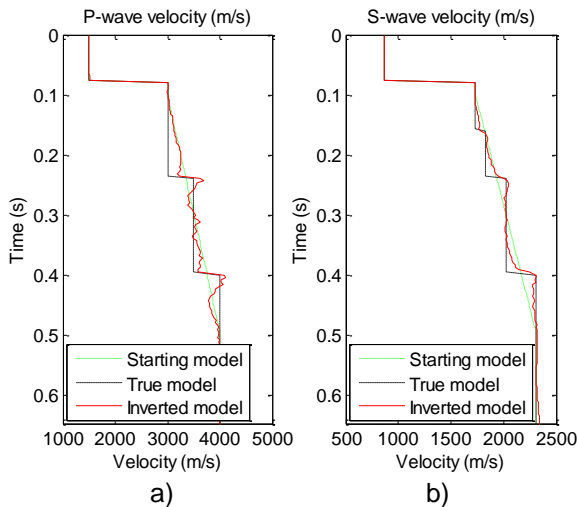 P-wave velocity (m/s)
0
0.1
0.2
0.3
0.4
0.5
0.6
Time (s)
Starting model
True model
Inverted model
1000 2000 3000 4000 5000
Velocity (m/s)
a)
S-wave velocity (m/s)
0
0.1
0.2
0.3
0.4
0.5
0.6
Time (s)
Starting model
True model
Inverted model
500 1000 1500 2000 2500
Velocity (m/s)
b)